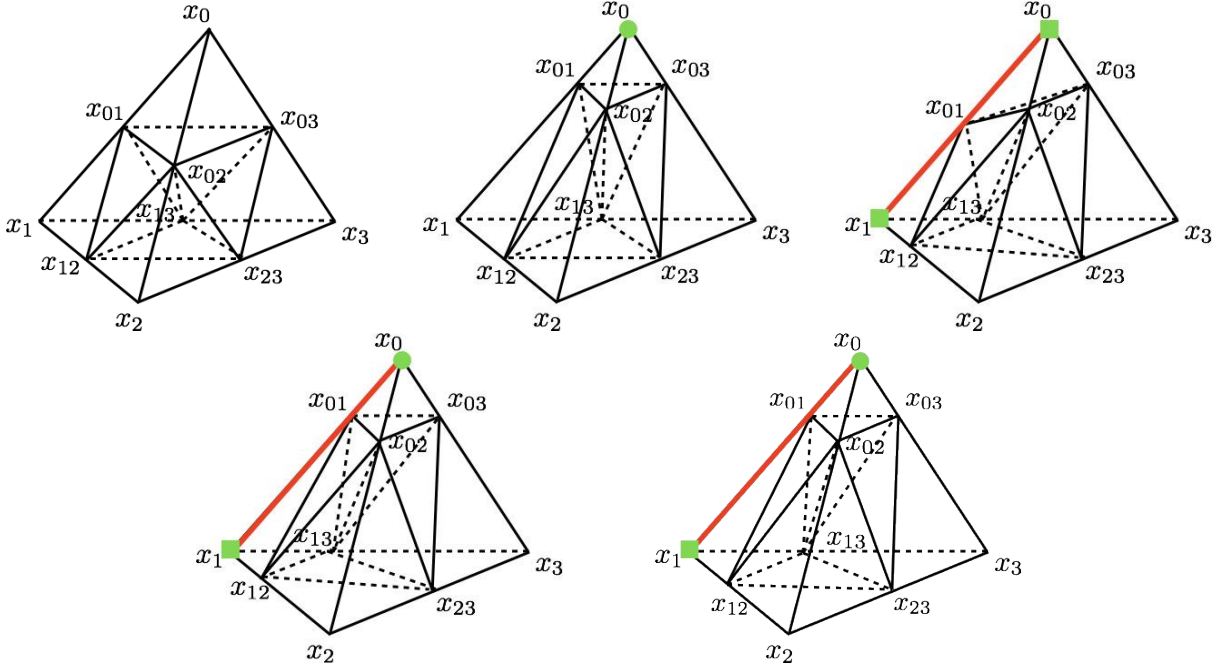 x₀ x₀ x₀
x₀₁ x₀₃ x₀₁ x₀₃ x₀₁ x₀₃
x₀₂ x₀₂ x₀₂
x₁ x₁₃ x₃ x₁ x₁₃ x₃ x₁ x₁₃ x₃
x₁₂ x₂₃ x₁₂ x₂₃ x₁₂ x₂₃
x₂ x₂ x₂
x₀ x₀
x₀₁ x₀₃ x₀₁ x₀₃
x₀₂ x₀₂
x₁ x₁₃ x₃ x₁ x₁₃ x₃
x₁₂ x₂₃ x₁₂ x₂₃
x₂ x₂